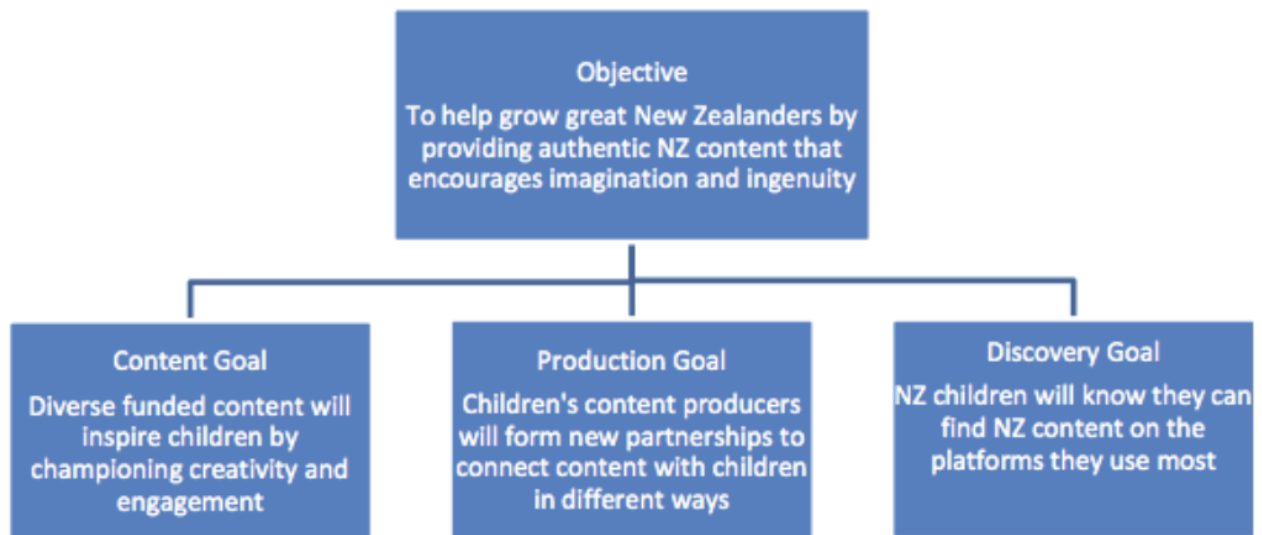 Objective
To help grow great New Zealanders by
providing authentic NZ content that
encourages imagination and ingenuity
Content Goal
Diverse funded content will
inspire children by
championing creativity and
engagement
Production Goal
Children's content producers
will form new partnerships to
connect content with children
in different ways
Discovery Goal
NZ children will know they can
find NZ content on the
platforms they use most